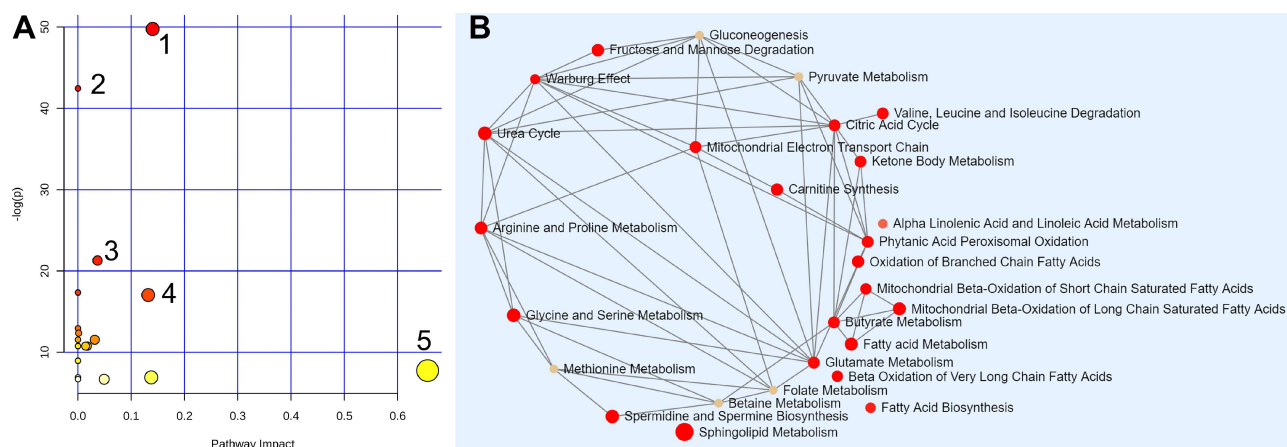 A
50
40
30
20
10
-log(p)
1
2
3
4
5
0.0 0.1 0.2 0.3 0.4 0.5 0.6
Pathway Impact
B
Gluconeogenesis
Fructose and Mannose Degradation
Pyruvate Metabolism
Warburg Effect
Valine, Leucine and Isoleucine Degradation
Citric Acid Cycle
Urea Cycle
Mitochondrial Electron Transport Chain
Ketone Body Metabolism
Carnitine Synthesis
Alpha Linolenic Acid and Linoleic Acid Metabolism
Arginine and Proline Metabolism
Phytanic Acid Peroxisomal Oxidation
Oxidation of Branched Chain Fatty Acids
Mitochondrial Beta-Oxidation of Short Chain Saturated Fatty Acids
Mitochondrial Beta-Oxidation of Long Chain Saturated Fatty Acids
Glycine and Serine Metabolism
Butyrate Metabolism
Fatty acid Metabolism
Glutamate Metabolism
Methionine Metabolism
Beta Oxidation of Very Long Chain Fatty Acids
Folate Metabolism
Betaine Metabolism
Fatty Acid Biosynthesis
Spermidine and Spermine Biosynthesis
Sphingolipid Metabolism